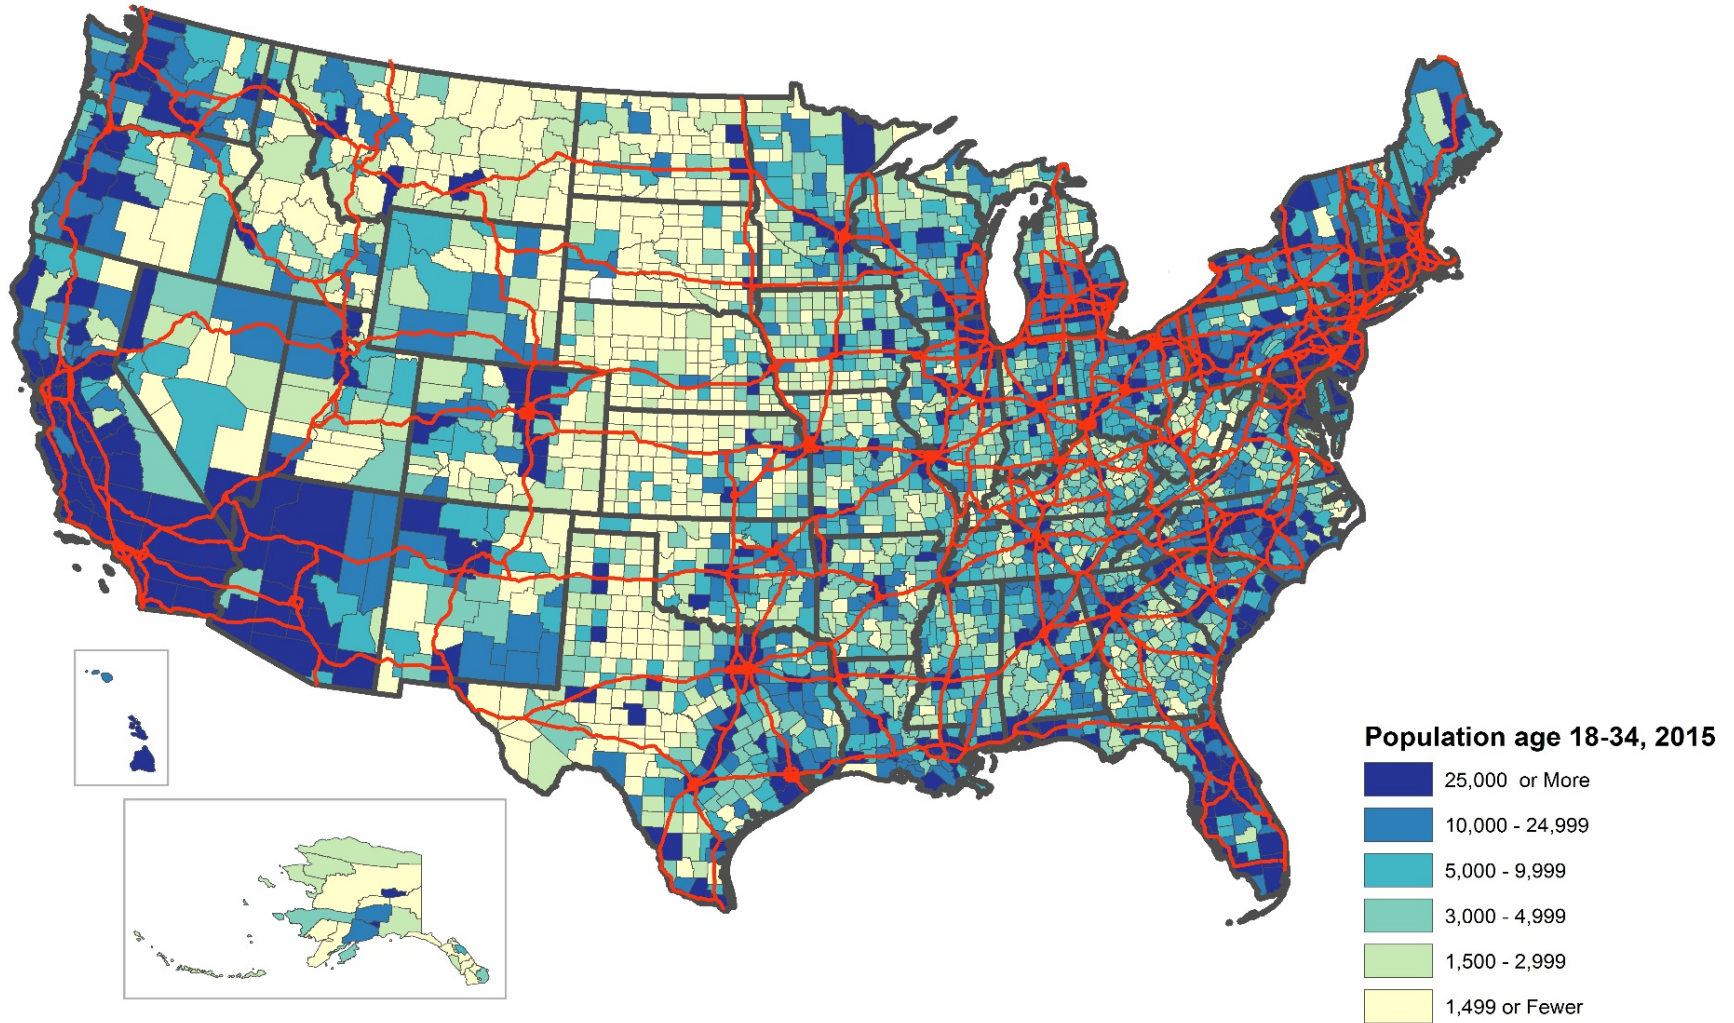 Population age 18-34, 2015
25,000 or More
10,000 - 24,999
5,000 - 9,999
3,000 - 4,999
1,500 - 2,999
1,499 or Fewer